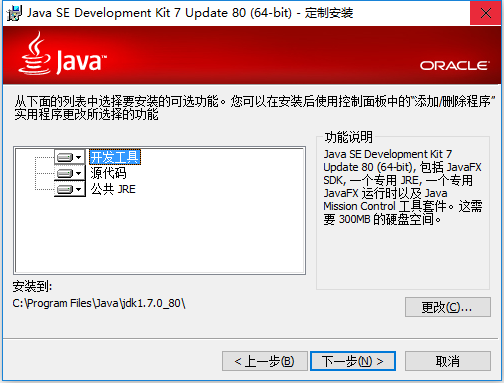 Java SE Development Kit 7 Update 80 (64-bit) - 定制安装
Java™
ORACLE
从下面的列表中选择要安装的可选功能。您可以在安装后使用控制面板中的“添加/删除程序”
实用程序更改所选择的功能
开发工具
源代码
公共 JRE
功能说明
Java SE Development Kit 7
Update 80 (64-bit), 包括 JavaFX
SDK, 一个专用 JRE, 一个专用
JavaFX 运行时以及 Java
Mission Control 工具套件。这需
要 300MB 的硬盘空间。
安装到:
C:\Program Files\Java\jdk1.7.0_80\
更改(C)...
< 上一步(B)
下一步(N) >
取消